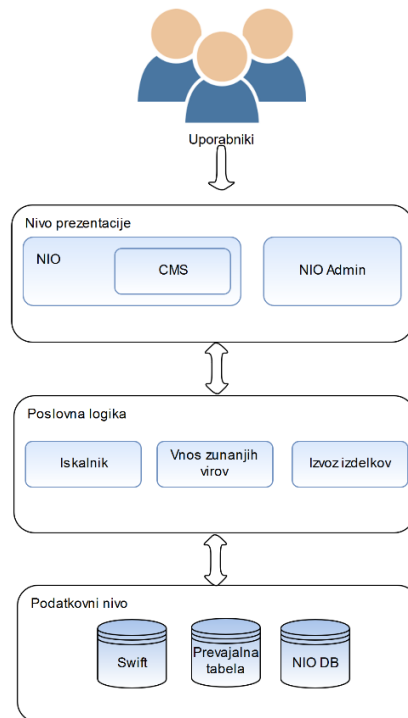 Uporabniki
Nivo prezentacije
NIO
CMS
NIO Admin
Poslovna logika
Iskalnik
Vnos zunanjih
virov
Izvoz izdelkov
Podatkovni nivo
Swift
Prevajalna
tabela
NIO DB